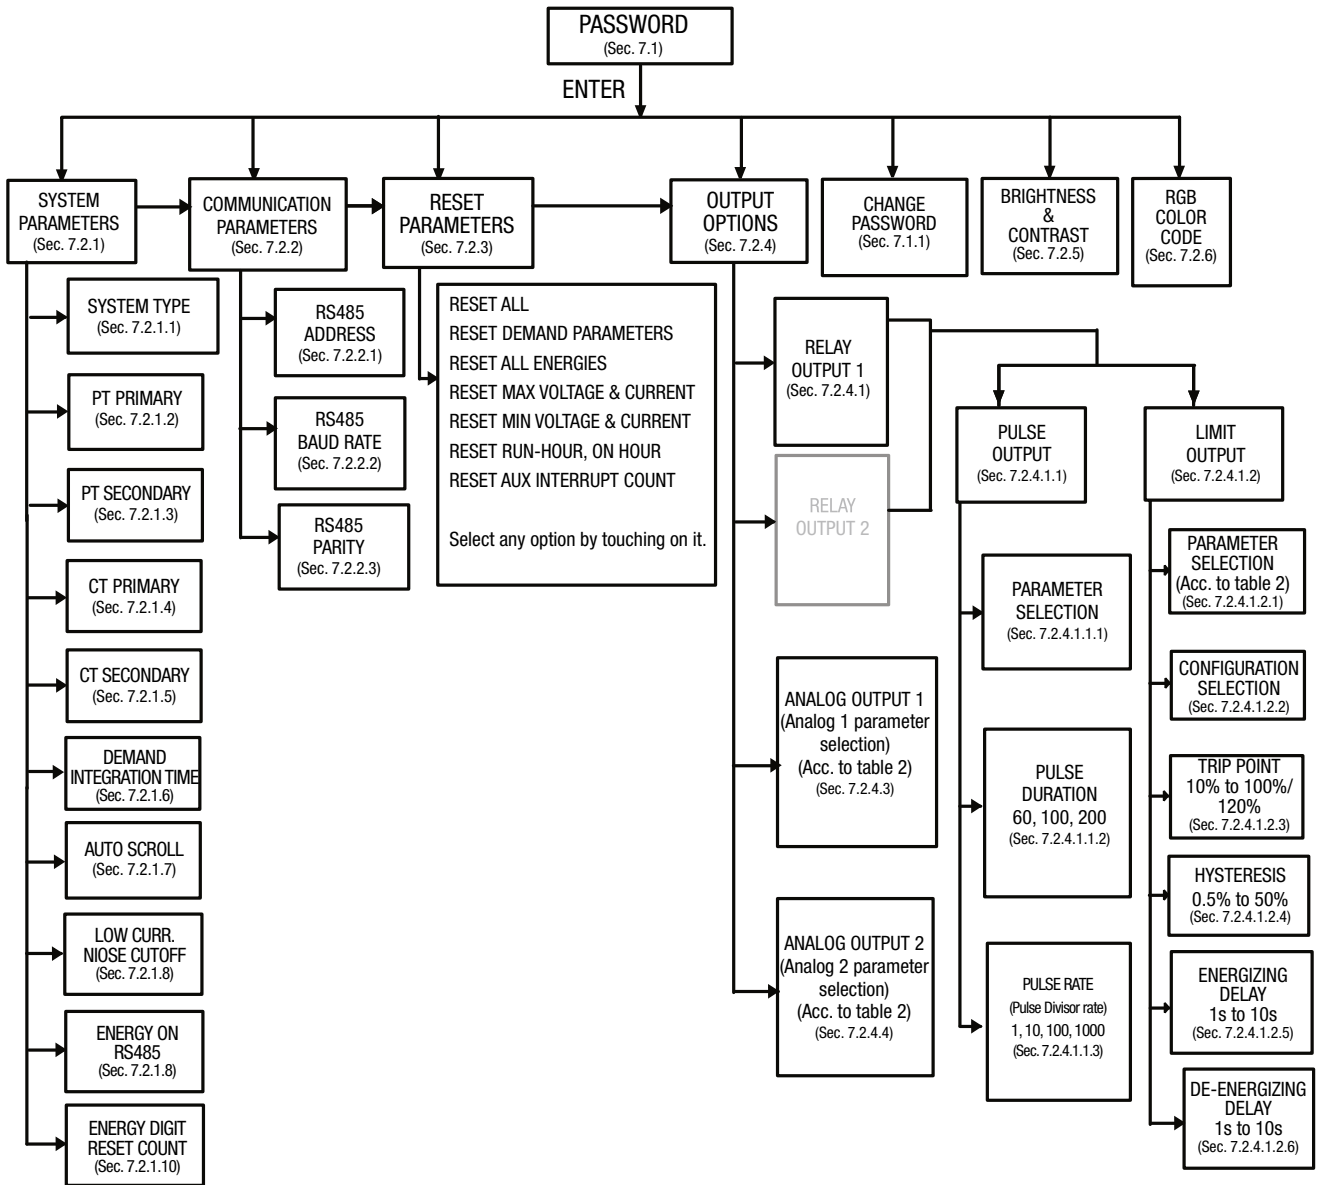 PASSWORD
(Sec. 7.1)
ENTER
SYSTEM
PARAMETERS
(Sec. 7.2.1)
COMMUNICATION
PARAMETERS
(Sec. 7.2.2)
RESET
PARAMETERS
(Sec. 7.2.3)
OUTPUT
OPTIONS
(Sec. 7.2.4)
CHANGE
PASSWORD
(Sec. 7.1.1)
BRIGHTNESS
&
CONTRAST
(Sec. 7.2.5)
RGB
COLOR
CODE
(Sec. 7.2.6)
SYSTEM TYPE
(Sec. 7.2.1.1)
PT PRIMARY
(Sec. 7.2.1.2)
PT SECONDARY
(Sec. 7.2.1.3)
CT PRIMARY
(Sec. 7.2.1.4)
CT SECONDARY
(Sec. 7.2.1.5)
DEMAND
INTEGRATION TIME
(Sec. 7.2.1.6)
AUTO SCROLL
(Sec. 7.2.1.7)
LOW CURR.
NIOSE CUTOFF
(Sec. 7.2.1.8)
ENERGY ON
RS485
(Sec. 7.2.1.8)
ENERGY DIGIT
RESET COUNT
(Sec. 7.2.1.10)
RS485
ADDRESS
(Sec. 7.2.2.1)
RS485
BAUD RATE
(Sec. 7.2.2.2)
RS485
PARITY
(Sec. 7.2.2.3)
RESET ALL
RESET DEMAND PARAMETERS
RESET ALL ENERGIES
RESET MAX VOLTAGE & CURRENT
RESET MIN VOLTAGE & CURRENT
RESET RUN-HOUR, ON HOUR
RESET AUX INTERRUPT COUNT
Select any option by touching on it.
RELAY
OUTPUT 1
(Sec. 7.2.4.1)
RELAY
OUTPUT 2
ANALOG OUTPUT 1
(Analog 1 parameter
selection)
(Acc. to table 2)
(Sec. 7.2.4.3)
ANALOG OUTPUT 2
(Analog 2 parameter
selection)
(Acc. to table 2)
(Sec. 7.2.4.4)
PULSE
OUTPUT
(Sec. 7.2.4.1.1)
PARAMETER
SELECTION
(Sec. 7.2.4.1.1.1)
PULSE
DURATION
60, 100, 200
(Sec. 7.2.4.1.1.2)
PULSE RATE
(Pulse Divisor rate)
1, 10, 100, 1000
(Sec. 7.2.4.1.1.3)
LIMIT
OUTPUT
(Sec. 7.2.4.1.2)
PARAMETER
SELECTION
(Acc. to table 2)
(Sec. 7.2.4.1.2.1)
CONFIGURATION
SELECTION
(Sec. 7.2.4.1.2.2)
TRIP POINT
10% to 100%/
120%
(Sec. 7.2.4.1.2.3)
HYSTERESIS
0.5% to 50%
(Sec. 7.2.4.1.2.4)
ENERGIZING
DELAY
1s to 10s
(Sec. 7.2.4.1.2.5)
DE-ENERGIZING
DELAY
1s to 10s
(Sec. 7.2.4.1.2.6)